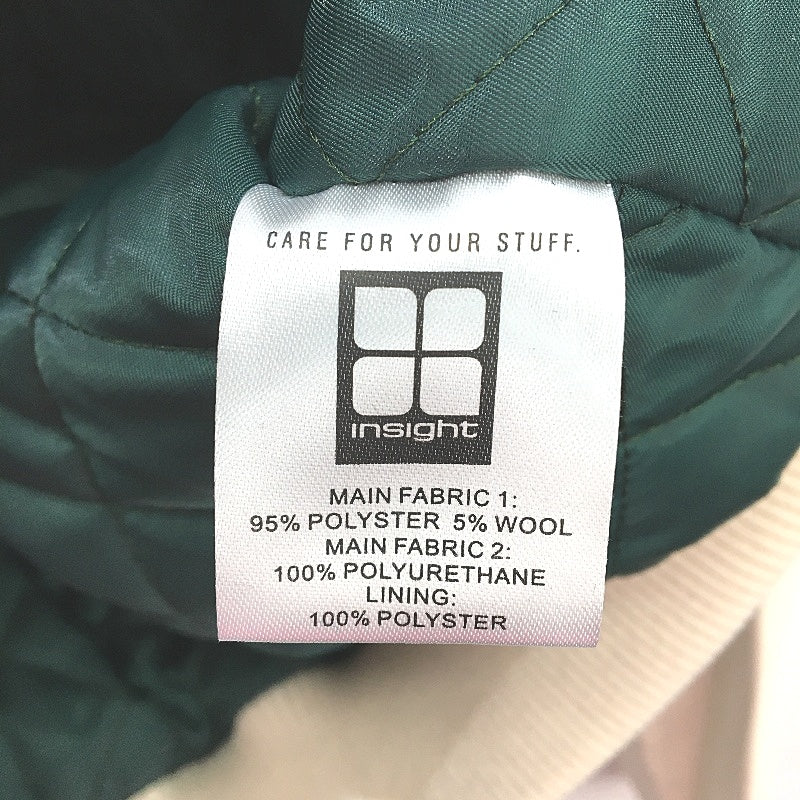 CARE FOR YOUR STUFF.
insight
MAIN FABRIC 1:
95% POLYSTER 5% WOOL
MAIN FABRIC 2:
100% POLYURETHANE
LINING:
100% POLYSTER